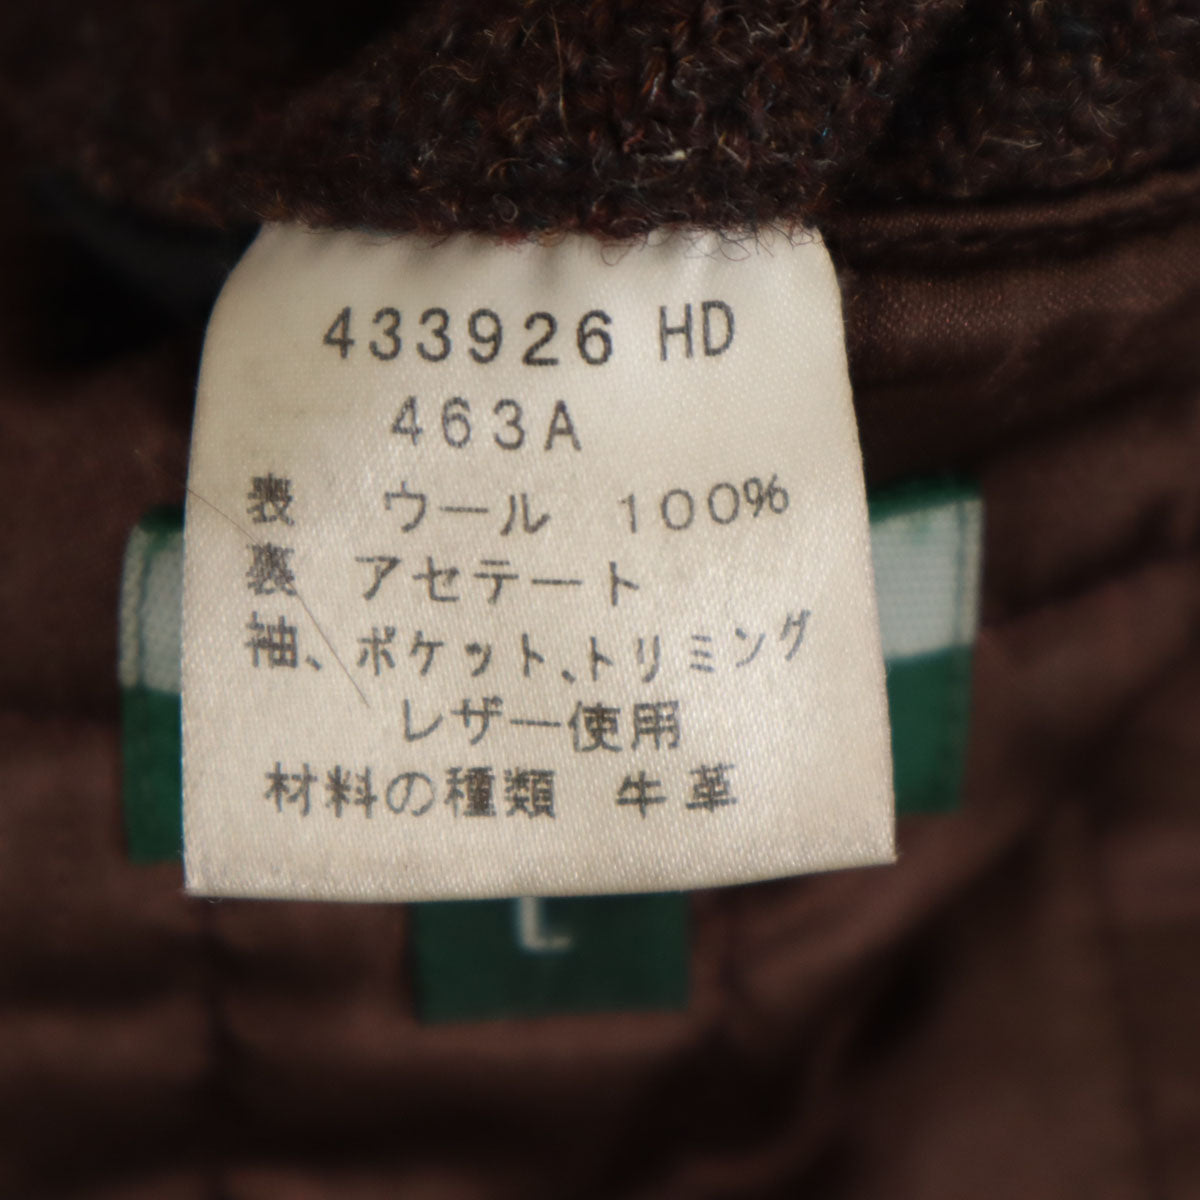 433926 HD
463A
表 ウール 100%
裏 アセテート
袖、ポケット、トリミング
レザー使用
材料の種類 牛革
L